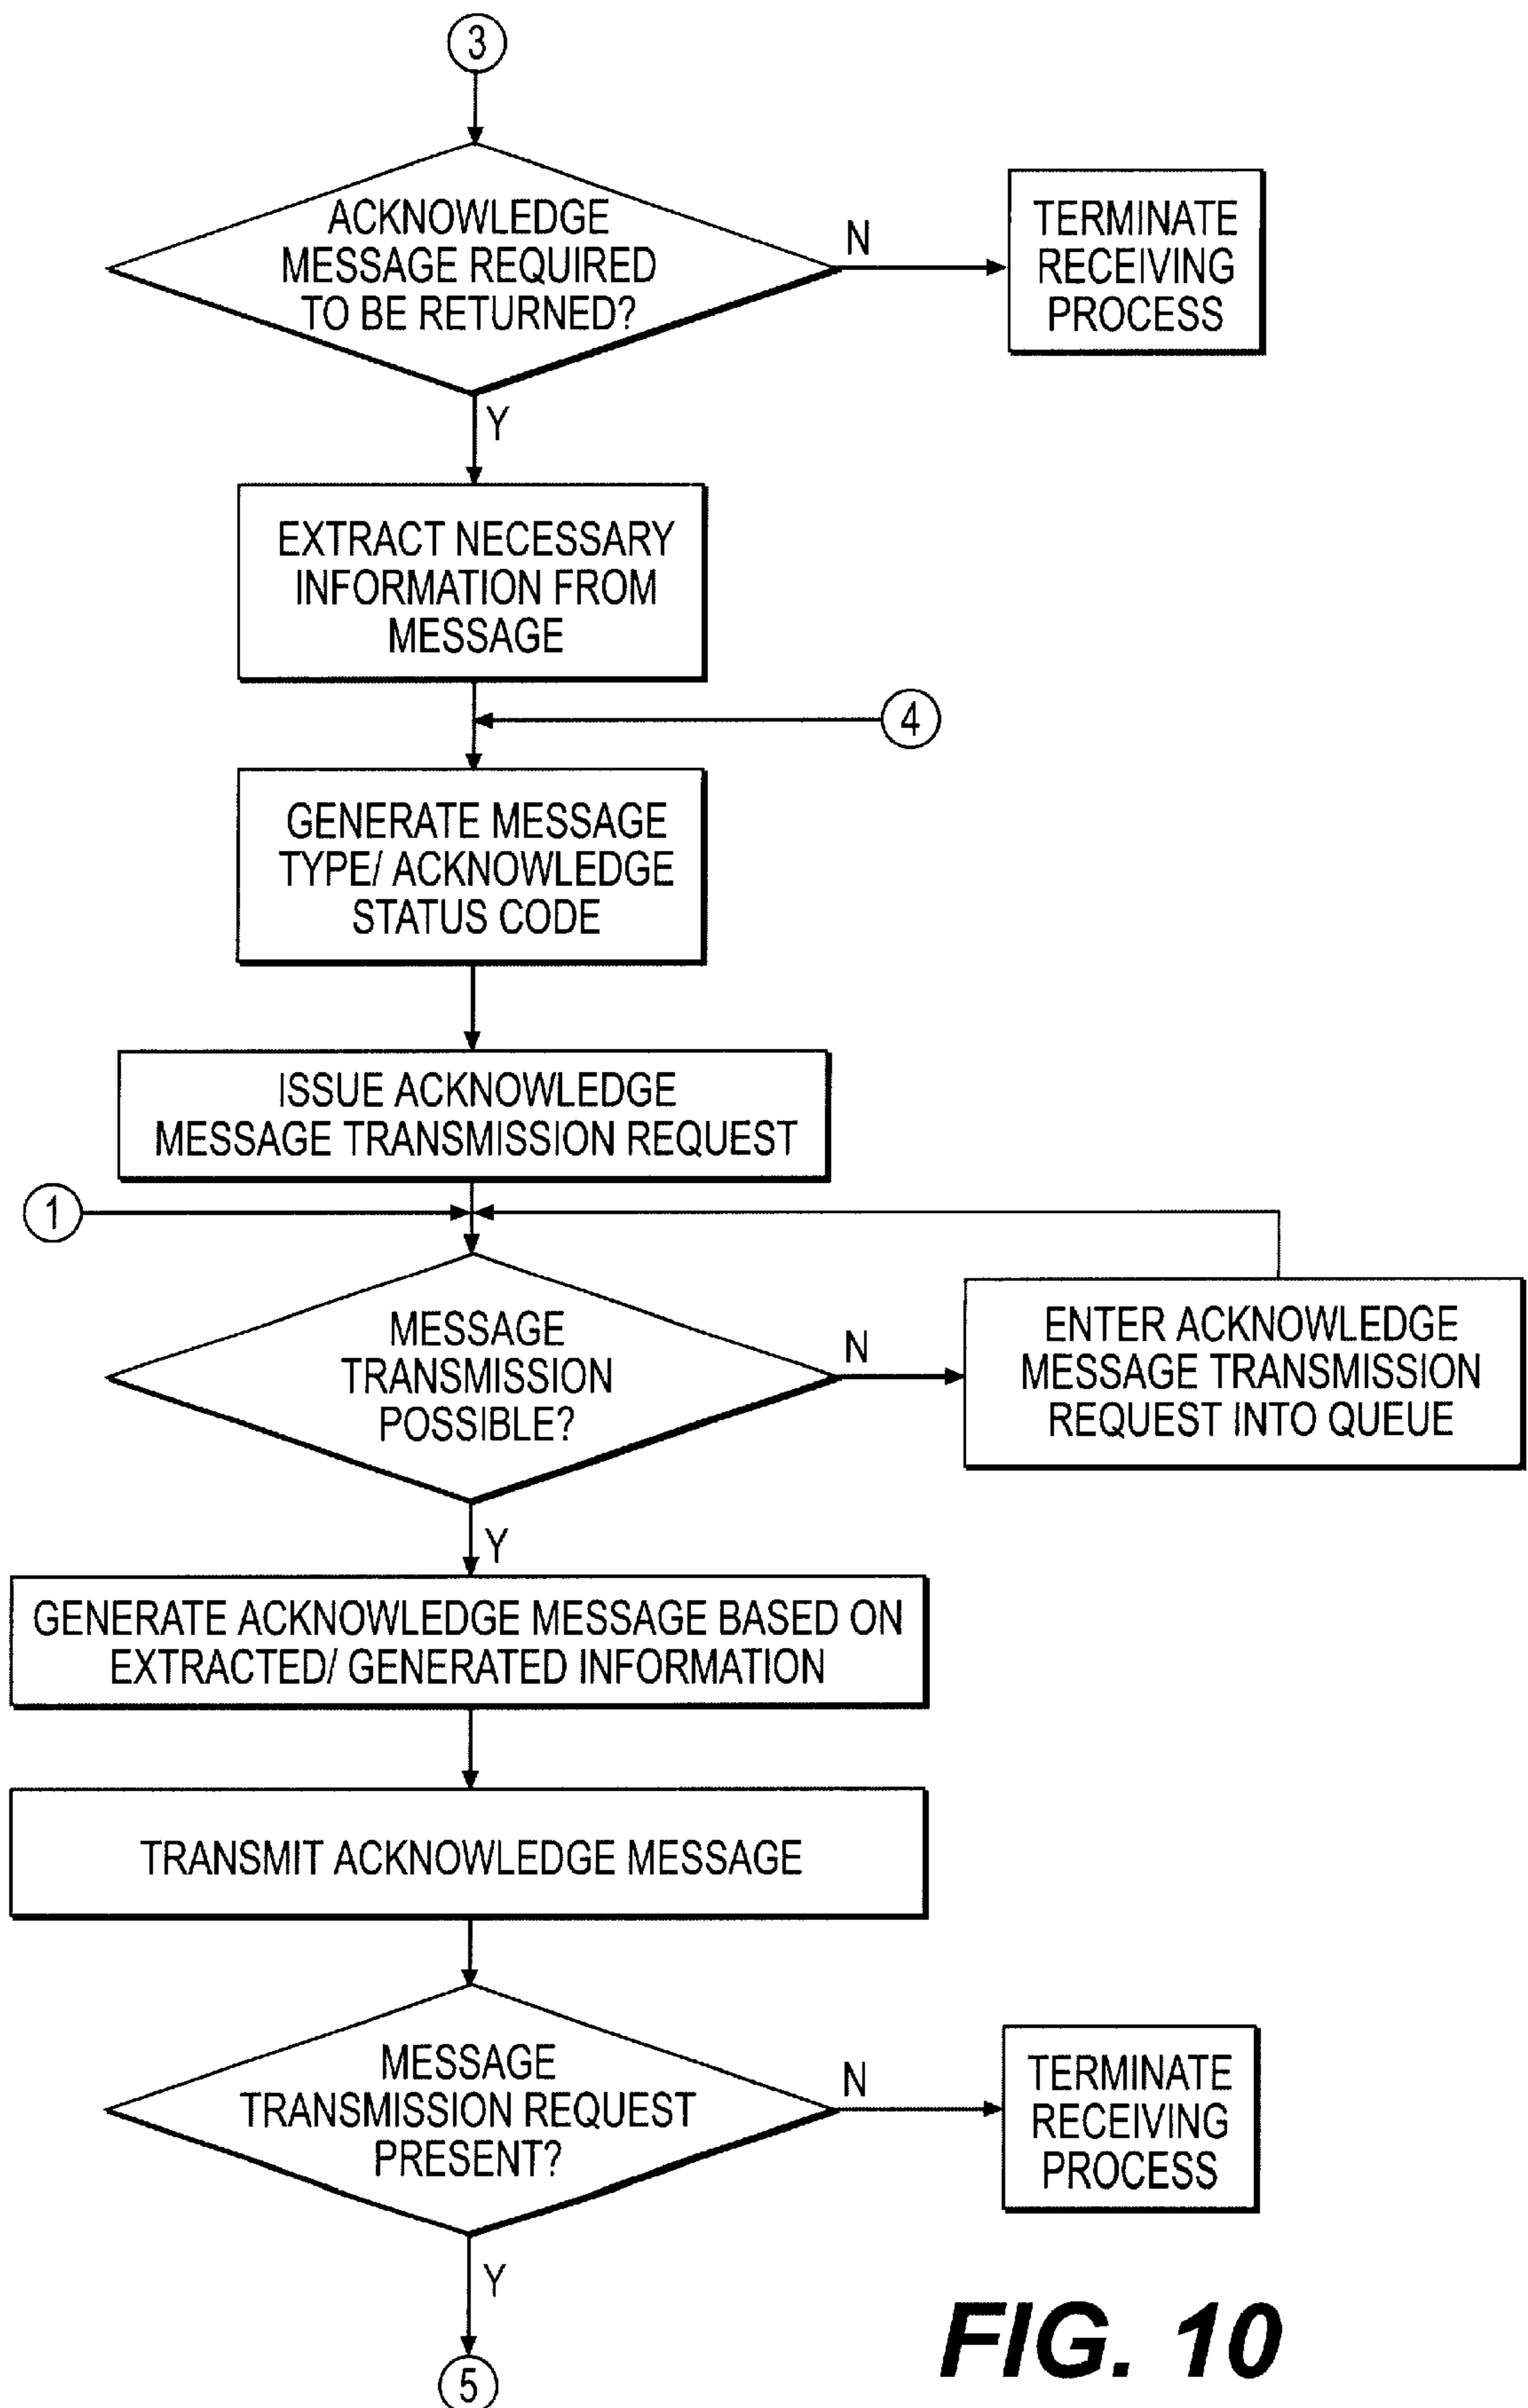 3
ACKNOWLEDGE
MESSAGE REQUIRED
TO BE RETURNED?
N
TERMINATE
RECEIVING
PROCESS
Y
EXTRACT NECESSARY
INFORMATION FROM
MESSAGE
4
GENERATE MESSAGE
TYPE/ ACKNOWLEDGE
STATUS CODE
ISSUE ACKNOWLEDGE
MESSAGE TRANSMISSION REQUEST
1
MESSAGE
TRANSMISSION
POSSIBLE?
N
ENTER ACKNOWLEDGE
MESSAGE TRANSMISSION
REQUEST INTO QUEUE
Y
GENERATE ACKNOWLEDGE MESSAGE BASED ON
EXTRACTED/ GENERATED INFORMATION
TRANSMIT ACKNOWLEDGE MESSAGE
MESSAGE
TRANSMISSION REQUEST
PRESENT?
N
TERMINATE
RECEIVING
PROCESS
Y
5
FIG. 10